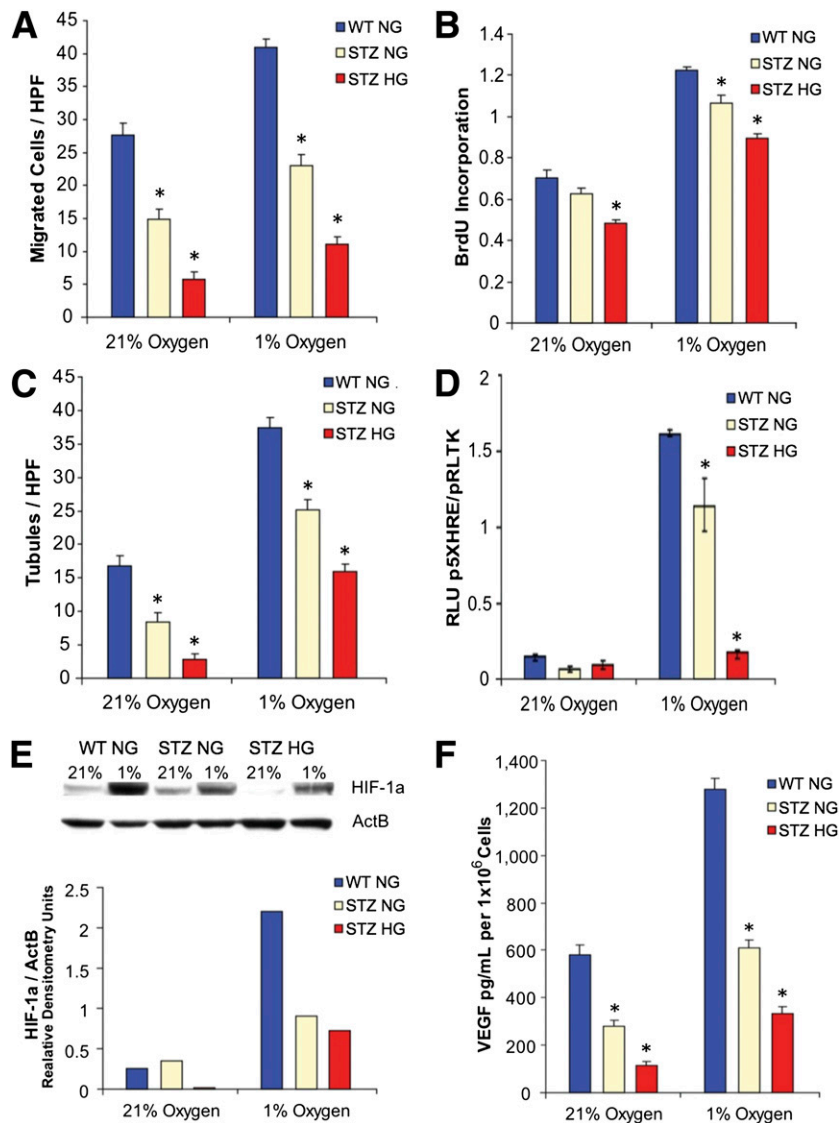 A
Migrated Cells / HPF
45
40
35
30
25
20
15
10
5
0
* * * *
WT NG
STZ NG
STZ HG
21% Oxygen 1% Oxygen
B
BrdU Incorporation
1.4
1.2
1
0.8
0.6
0.4
0.2
0
* * *
WT NG
STZ NG
STZ HG
21% Oxygen 1% Oxygen
C
Tubules / HPF
45
40
35
30
25
20
15
10
5
0
* * * *
WT NG
STZ NG
STZ HG
21% Oxygen 1% Oxygen
D
RLU p5XHRE/pRLTK
2
1.5
1
0.5
0
* *
WT NG
STZ NG
STZ HG
21% Oxygen 1% Oxygen
E
WT NG STZ NG STZ HG
21% 1% 21% 1% 21% 1%
HIF-1a
ActB
HIF-1a / ActB
Realative Densitometry Units
2.5
2
1.5
1
0.5
0
WT NG
STZ NG
STZ HG
21% Oxygen 1% Oxygen
F
VEGF pg/mL per 1x10⁶ Cells
1,400
1,200
1,000
800
600
400
200
0
* * * *
WT NG
STZ NG
STZ HG
21% Oxygen 1% Oxygen